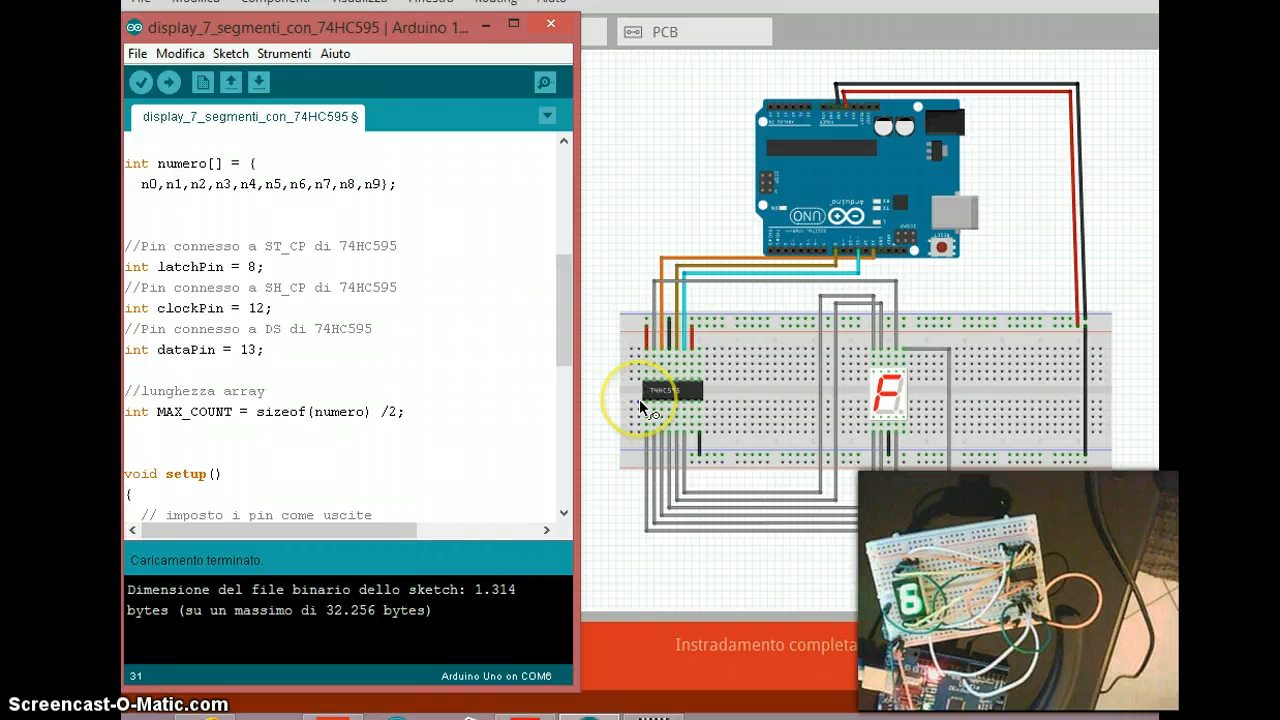 display_7_segmenti_con_74HC595 | Arduino 1...
File Modifica Sketch Strumenti Aiuto
display_7_segmenti_con_74HC595 §
int numero[] = {
n0,n1,n2,n3,n4,n5,n6,n7,n8,n9};
//Pin connesso a ST_CP di 74HC595
int latchPin = 8;
//Pin connesso a SH_CP di 74HC595
int clockPin = 12;
//Pin connesso a DS di 74HC595
int dataPin = 13;
//lunghezza array
int MAX_COUNT = sizeof(numero) /2;
void setup()
{
// imposto i pin come uscite
Caricamento terminato.
Dimensione del file binario dello sketch: 1.314
bytes (su un massimo di 32.256 bytes)
31 Arduino Uno on COM6
PCB
UNO
Arduino
74HC595
F
Instradamento completa
8
Screencast-O-Matic.com